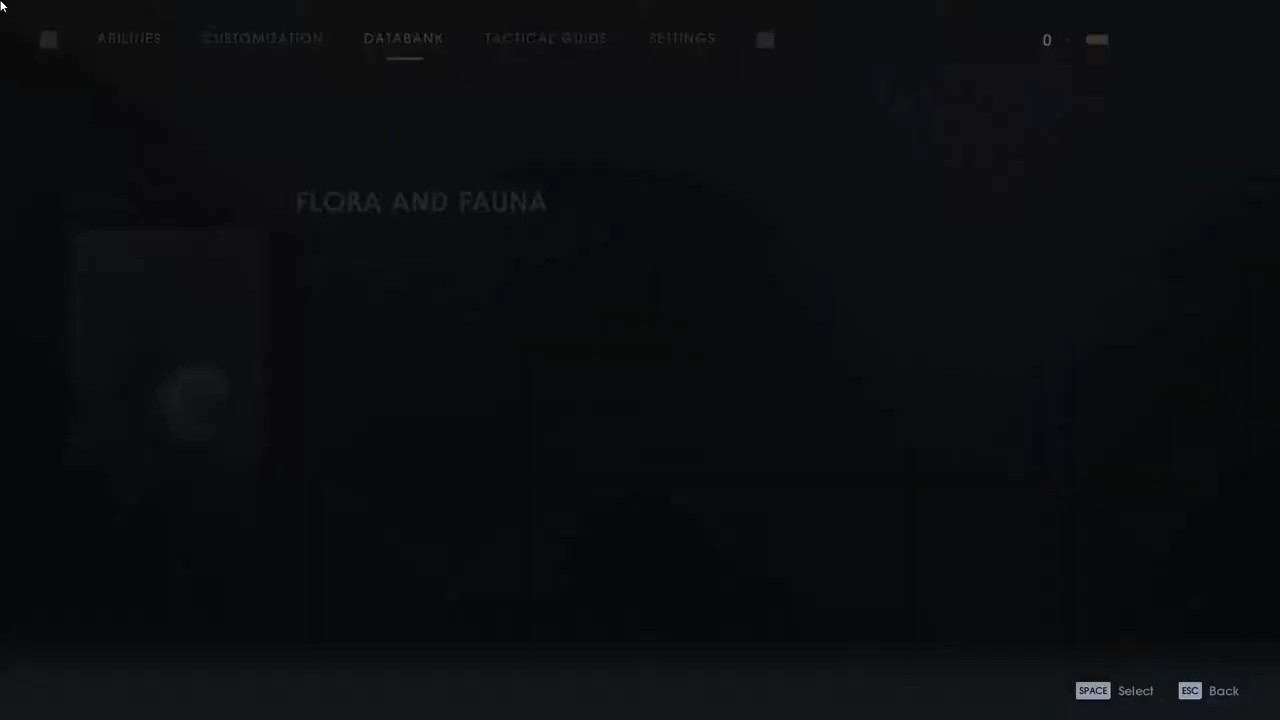 ABILITIES CUSTOMIZATION DATABANK TACTICAL GUIDE SETTINGS 0
FLORA AND FAUNA
SPACE Select ESC Back